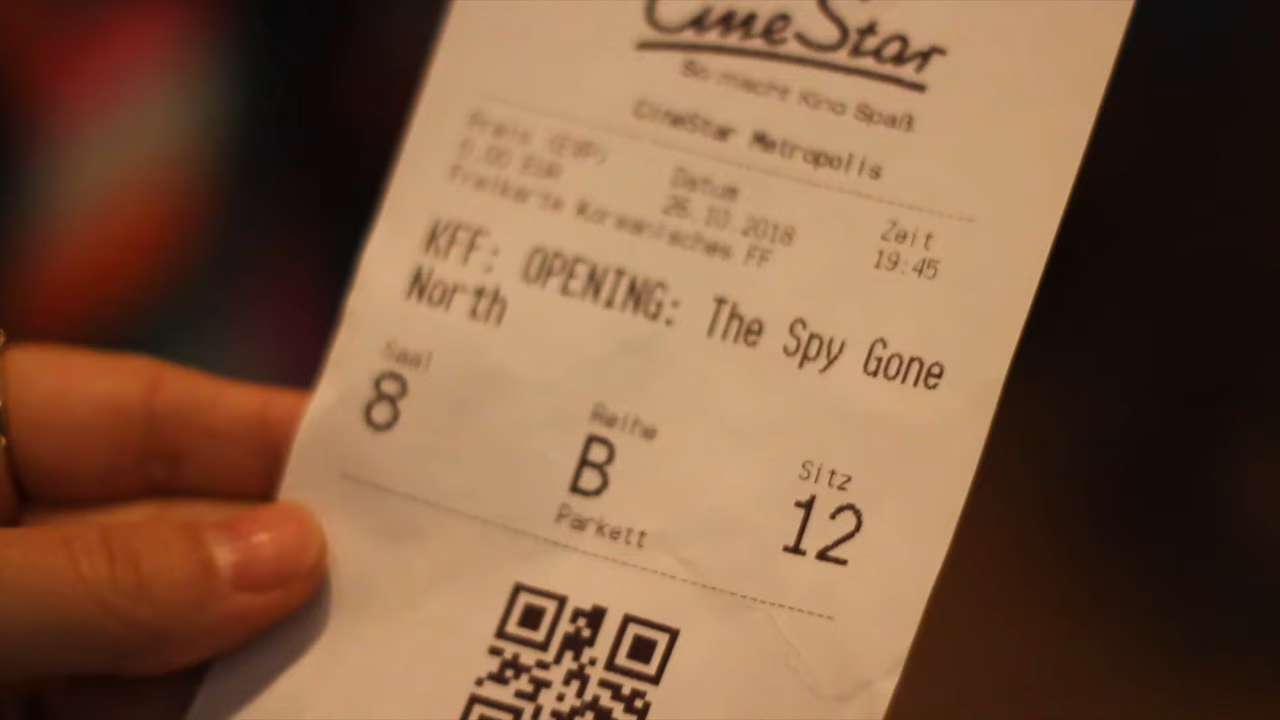 CineStar
So macht Kino Spaß
CineStar Metropolis
Preis (EVP) Datum Zeit
0.00 EUR 26.10.2018 19:45
Freikarte Koreanisches FF
KFF: OPENING: The Spy Gone
North
Saal Reihe Sitz
8 B 12
Parkett